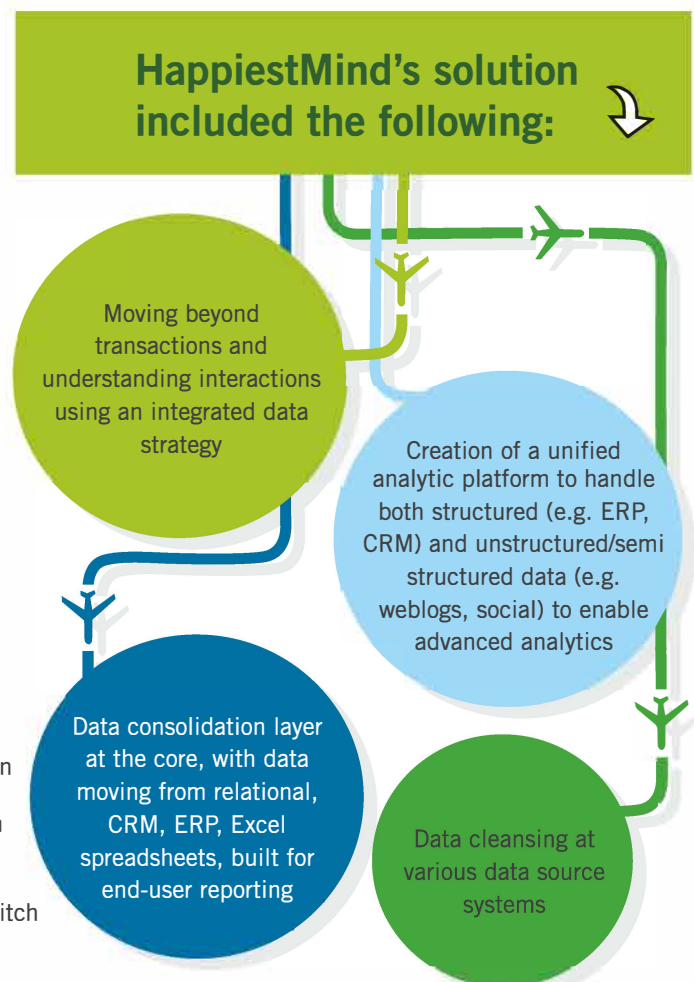 HappiestMind's solution
included the following:
Moving beyond
transactions and
understanding interactions
using an integrated data
strategy
Creation of a unified
analytic platform to handle
both structured (e.g. ERP,
CRM) and unstructured/semi
structured data (e.g.
weblogs, social) to enable
advanced analytics
Data consolidation layer
at the core, with data
moving from relational,
CRM, ERP, Excel
spreadsheets, built for
end-user reporting
Data cleansing at
various data source
systems